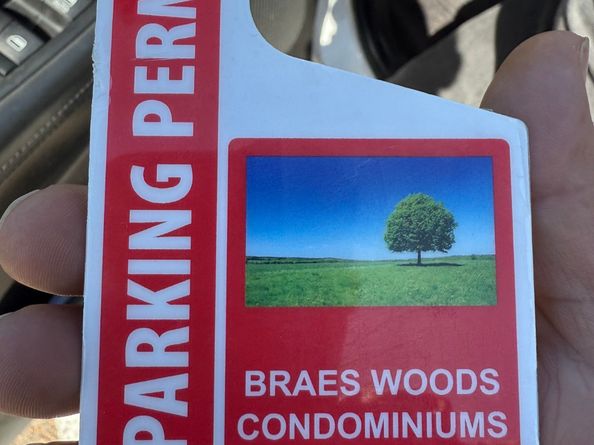 PARKING PERM
BRAES WOODS
CONDOMINIUMS